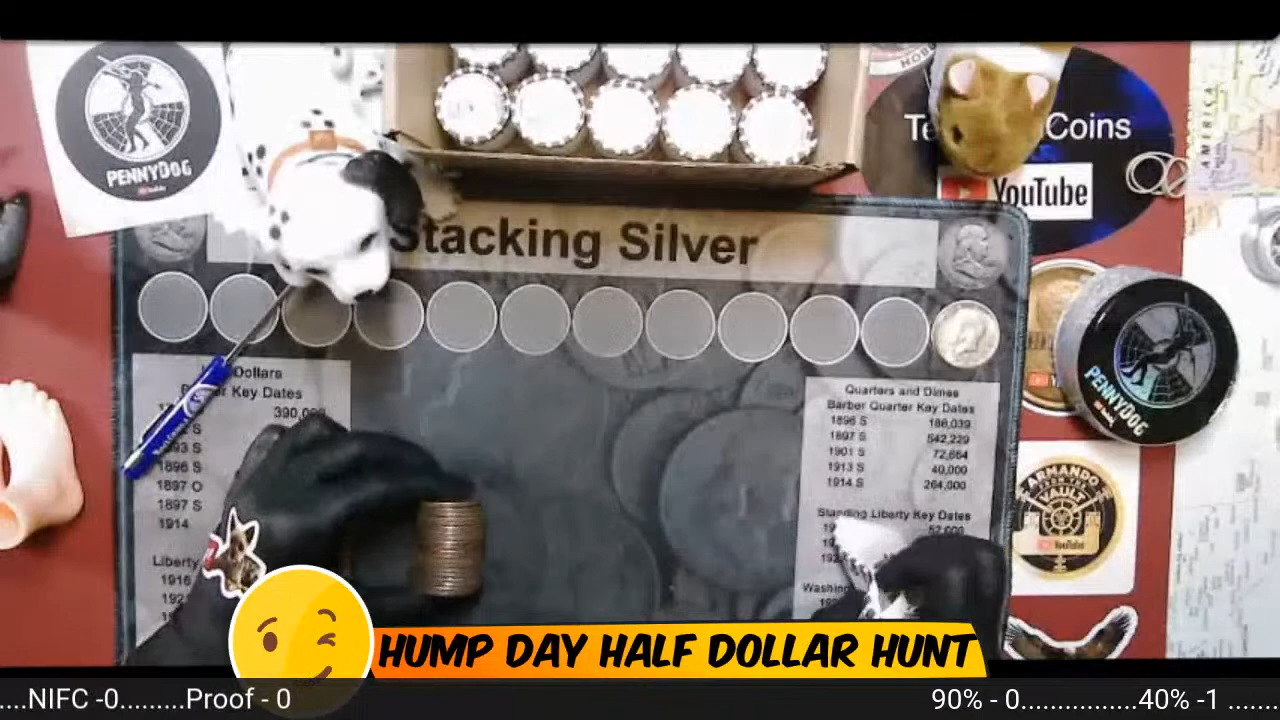 PENNYDOG
AMERICA
Coins
YouTube
Stacking Silver
Dollars
Key Dates
1896 S
1897 O
1897 S
1914
Liberty
1916
Quarters and Dimes
Barber Quarter Key Dates
1896 S 188,039
1897 S 542,229
1901 S 72,664
1913 S 40,000
1914 S 264,000
Standing Liberty Key Dates
52,000
PENNYDOG
ARMANDO
VAULT
YouTube
HUMP DAY HALF DOLLAR HUNT
....NIFC -0.........Proof - 0
90% - 0...............40% -1 ......